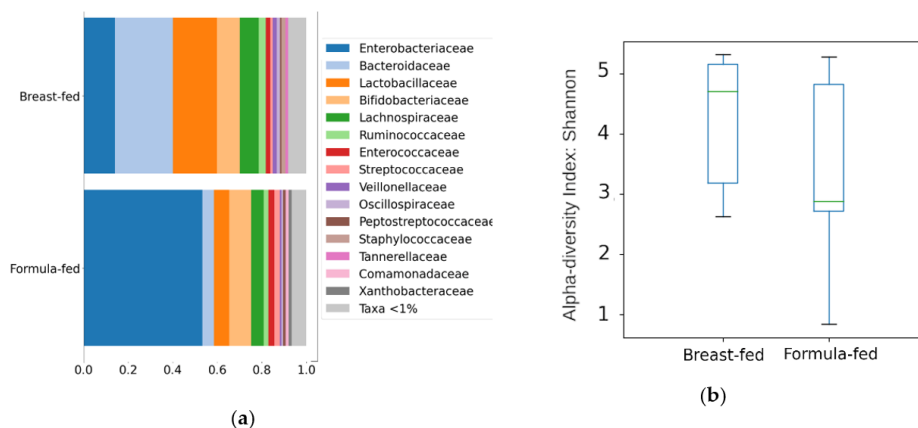 Breast-fed
Formula-fed
0.0 0.2 0.4 0.6 0.8 1.0
Enterobacteriaceae
Bacteroidaceae
Lactobacillaceae
Bifidobacteriaceae
Lachnospiraceae
Ruminococcaceae
Enterococcaceae
Streptococcaceae
Veillonellaceae
Oscillospiraceae
Peptostreptococcaceae
Staphylococcaceae
Tannerellaceae
Comamonadaceae
Xanthobacteraceae
Taxa <1%
(a)
Alpha-diversity Index: Shannon
5
4
3
2
1
Breast-fed Formula-fed
(b)